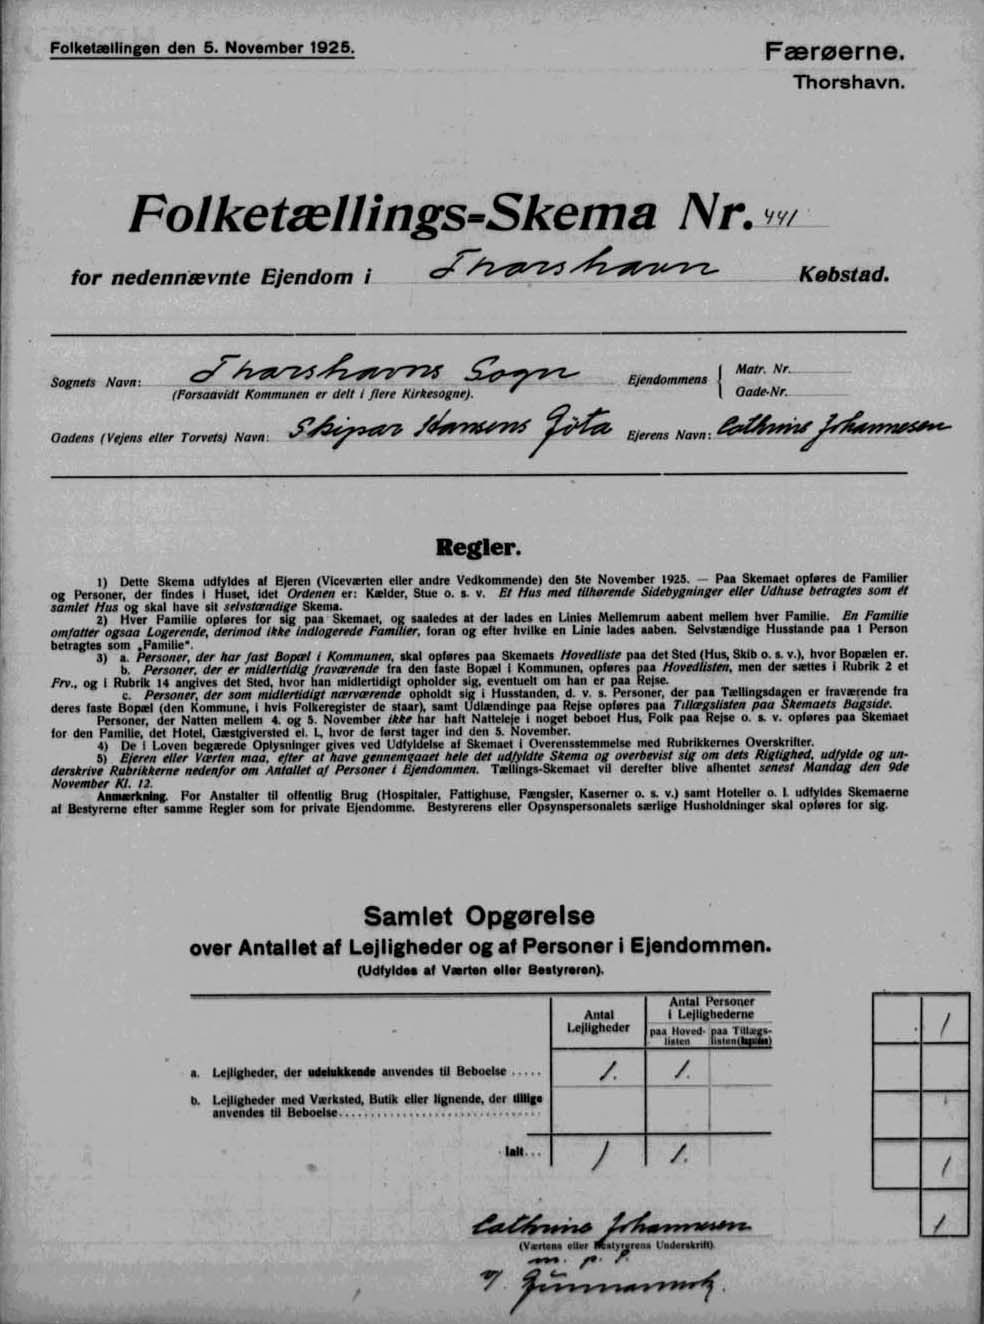 Folketællingen den 5. November 1925.
Færøerne.
Thorshavn.
Folketællings-Skema Nr. 441
for nedennævnte Ejendom i Thorshavn Købstad.
Sognets Navn: Thorshavns Sogn
(Forsaavidt Kommunen er delt i flere Kirkesogne).
Ejendommens { Matr. Nr.
Gade-Nr.
Gadens (Vejens eller Torvets) Navn: Skipar Hansens Göta Ejerens Navn: Cathrine Johannesen
Regler.
1) Dette Skema udfyldes af Ejeren (Viceværten eller andre Vedkommende) den 5te November 1925. — Paa Skemaet opføres de Familier
og Personer, der findes i Huset, idet Ordenen er: Kælder, Stue o. s. v. Et Hus med tilhørende Sidebygninger eller Udhuse betragtes som ét
samlet Hus og skal have sit selvstændige Skema.
2) Hver Familie opføres for sig paa Skemaet, og saaledes at der lades en Linies Mellemrum aabent mellem hver Familie. En Familie
omfatter ogsaa Logerende, derimod ikke indlogerede Familier, foran og efter hvilke en Linie lades aaben. Selvstændige Husstande paa 1 Person
betragtes som „Familie".
3) a. Personer, der har fast Bopæl i Kommunen, skal opføres paa Skemaets Hovedliste paa det Sted (Hus, Skib o. s. v.), hvor Bopælen er.
b. Personer, der er midlertidig fraværende fra den faste Bopæl i Kommunen, opføres paa Hovedlisten, men der sættes i Rubrik 2 et
Frv., og i Rubrik 14 angives det Sted, hvor han midlertidigt opholder sig, eventuelt om han er paa Rejse.
c. Personer, der som midlertidigt nærværende opholdt sig i Husstanden, d. v. s. Personer, der paa Tællingsdagen er fraværende fra
deres faste Bopæl (den Kommune, i hvis Folkeregister de staar), samt Udlændinge paa Rejse opføres paa Tillægslisten paa Skemaets Bagside.
Personer, der Natten mellem 4. og 5. November ikke har haft Natteleje i noget beboet Hus, Folk paa Rejse o. s. v. opføres paa Skemaet
for den Familie, det Hotel, Gæstgiversted el. l., hvor de først tager ind den 5. November.
4) De i Loven begærede Oplysninger gives ved Udfyldelse af Skemaet i Overensstemmelse med Rubrikkernes Overskrifter.
5) Ejeren eller Værten maa, efter at have gennemgaaet hele det udfyldte Skema og overbevist sig om dets Rigtighed, udfylde og un-
derskrive Rubrikkerne nedenfor om Antallet af Personer i Ejendommen. Tællings-Skemaet vil derefter blive afhentet senest Mandag den 9de
November Kl. 12.
Anmærkning. For Anstalter til offentlig Brug (Hospitaler, Fattighuse, Fængsler, Kaserner o. s. v.) samt Hoteller o. l. udfyldes Skemaerne
af Bestyrerne efter samme Regler som for private Ejendomme. Bestyrerens eller Opsynspersonalets særlige Husholdninger skal opføres for sig.
Samlet Opgørelse
over Antallet af Lejligheder og af Personer i Ejendommen.
(Udfyldes af Værten eller Bestyreren).
Antal
Lejligheder
Antal Personer
i Lejlighederne
paa Hoved-
listen
paa Tillægs-
listen
a. Lejligheder, der udelukkende anvendes til Beboelse ..... 1. 1.
b. Lejligheder med Værksted, Butik eller lignende, der tillige
anvendes til Beboelse
Ialt... 1 1.
1
1
1
Cathrine Johannesen
(Værtens eller Bestyrerens Underskrift)
m. p. p.